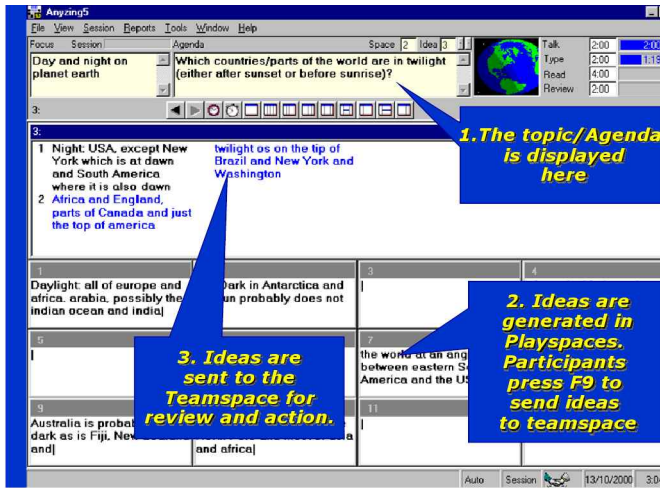 Anyzing5
File View Session Reports Tools Window Help
Focus Session Agenda Space 2 Idea 3
Day and night on
planet earth
Which countries/parts of the world are in twilight
(either after sunset or before sunrise)?
Talk 2:00 2:00
Type 2:00 1:19
Read 4:00
Review 2:00
3:
1.The topic/Agenda
is displayed
here
3:
1 Night: USA, except New
York which is at dawn
and South America
where it is also dawn
2 Africa and England,
parts of Canada and just
the top of america
twilight os on the tip of
Brazil and New York and
Washington
1
Daylight: all of europe and
africa. arabia, possibly the
indian ocean and india|
Dark in Antarctica and
un probably does not
3
|
4
2. Ideas are
generated in
Playspaces.
Participants
press F9 to
send ideas
to teamspace
5
|
3. Ideas are
sent to the
Teamspace for
review and action.
7
the world at an ang
between eastern S
America and the US
9
Australia is probab
dark as is Fiji, New
and|
and africa|
11
|
Auto Session 13/10/2000 3:0